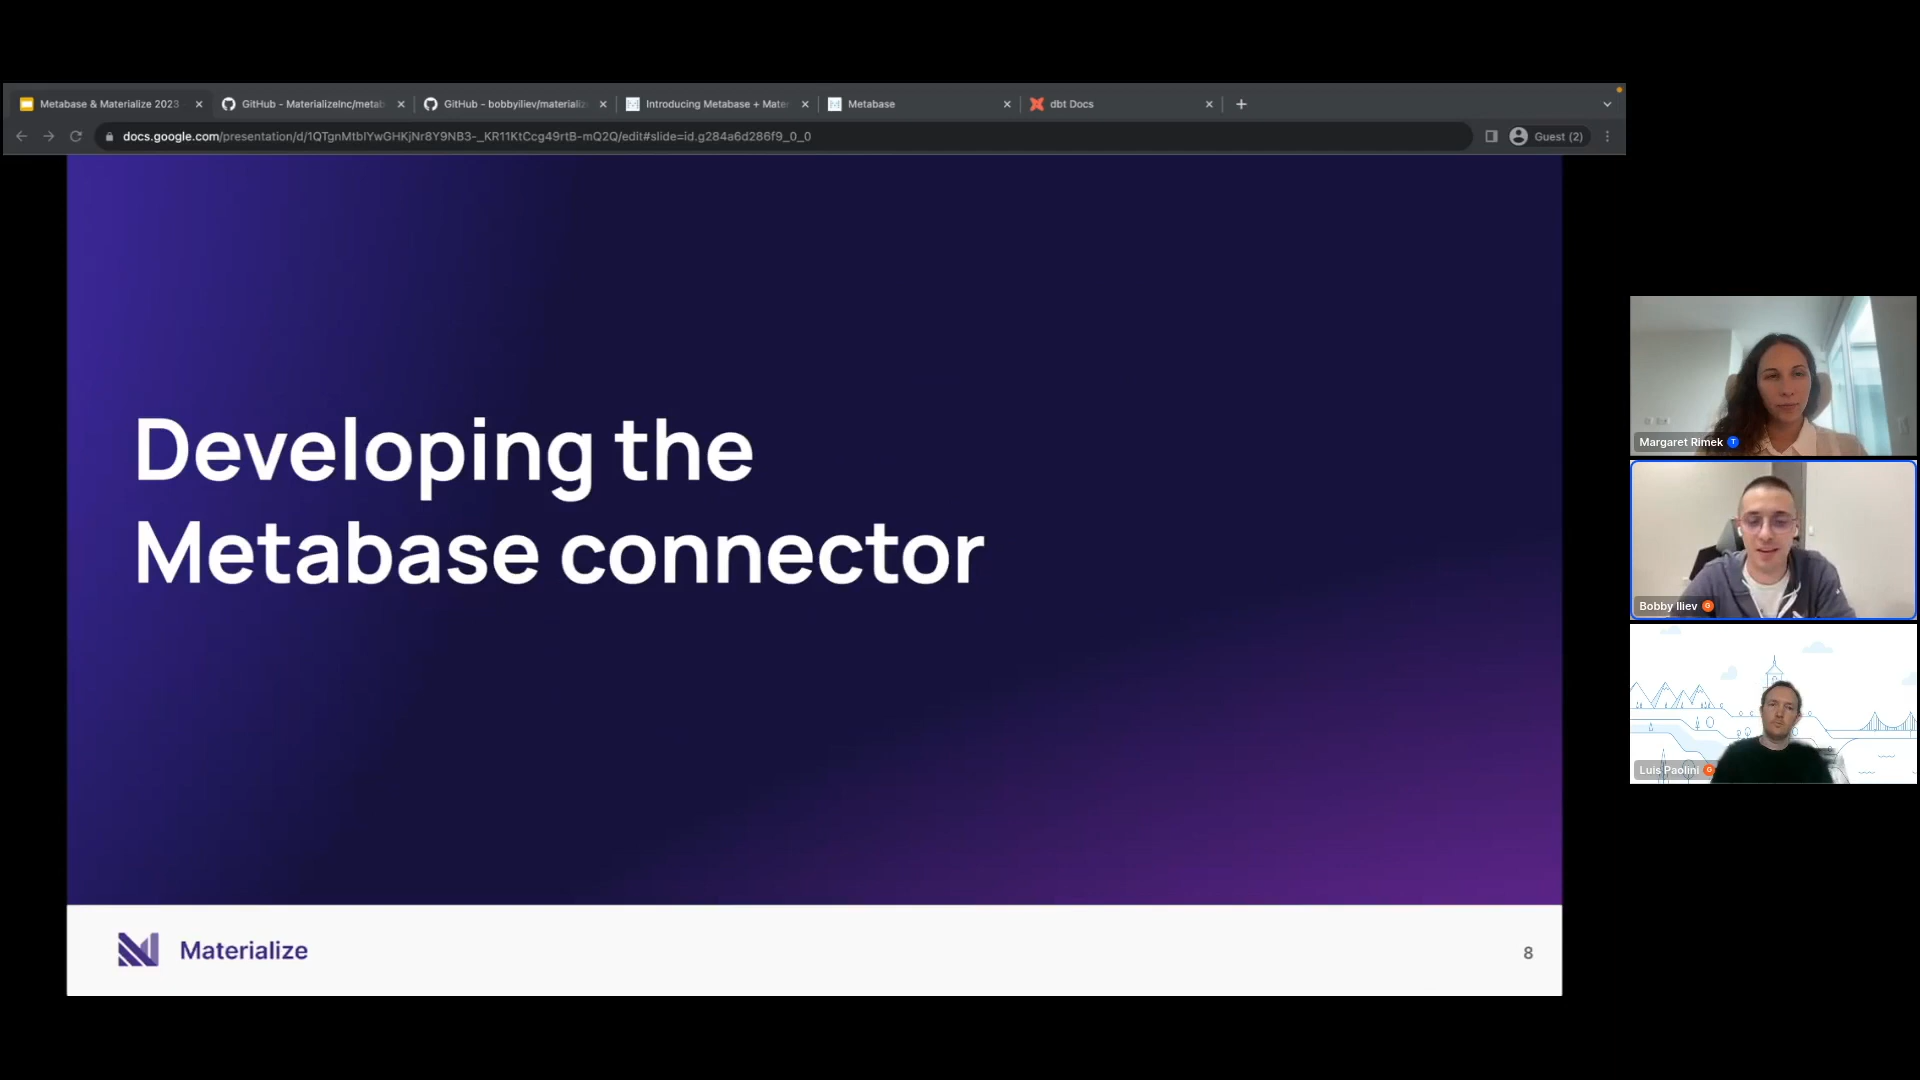 Metabase & Materialize 2023
GitHub - MaterializeInc/metab
GitHub - bobbyiliev/materializ
Introducing Metabase + Mater
Metabase
dbt Docs
docs.google.com/presentation/d/1QTgnMtbIYwGHKjNr8Y9NB3-_KR11KtCcg49rtB-mQ2Q/edit#slide=id.g284a6d286f9_0_0
Guest (2)
Developing the
Metabase connector
Materialize
8
Margaret Rimek
T
Bobby Iliev
G
Luis Paolini
G